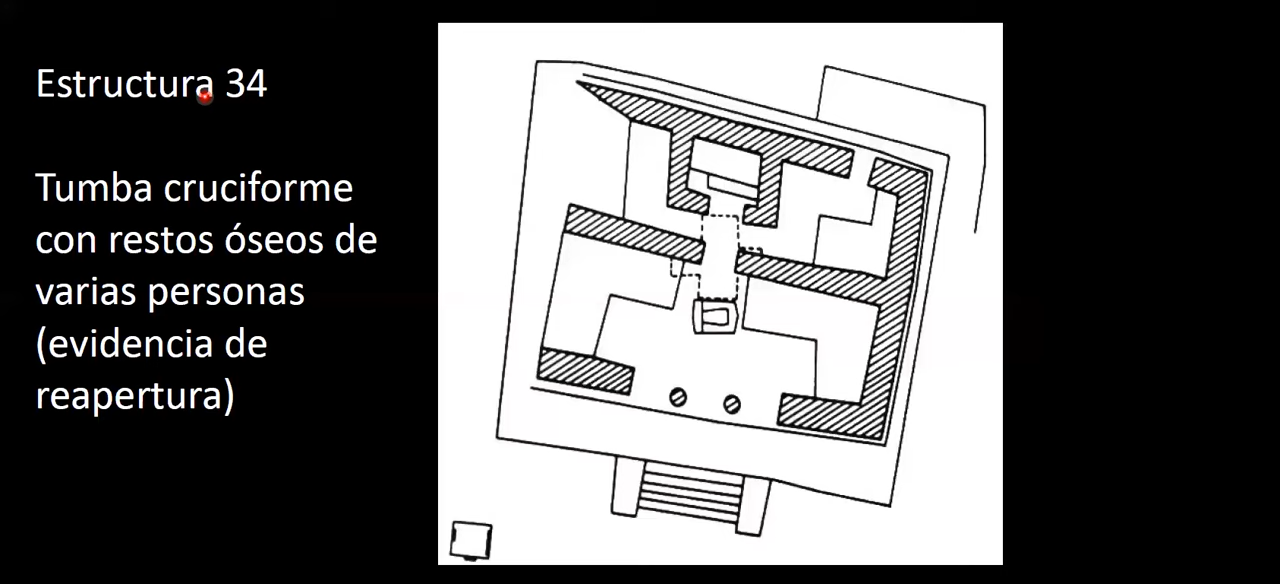 Estructura 34
Tumba cruciforme
con restos óseos de
varias personas
(evidencia de
reapertura)